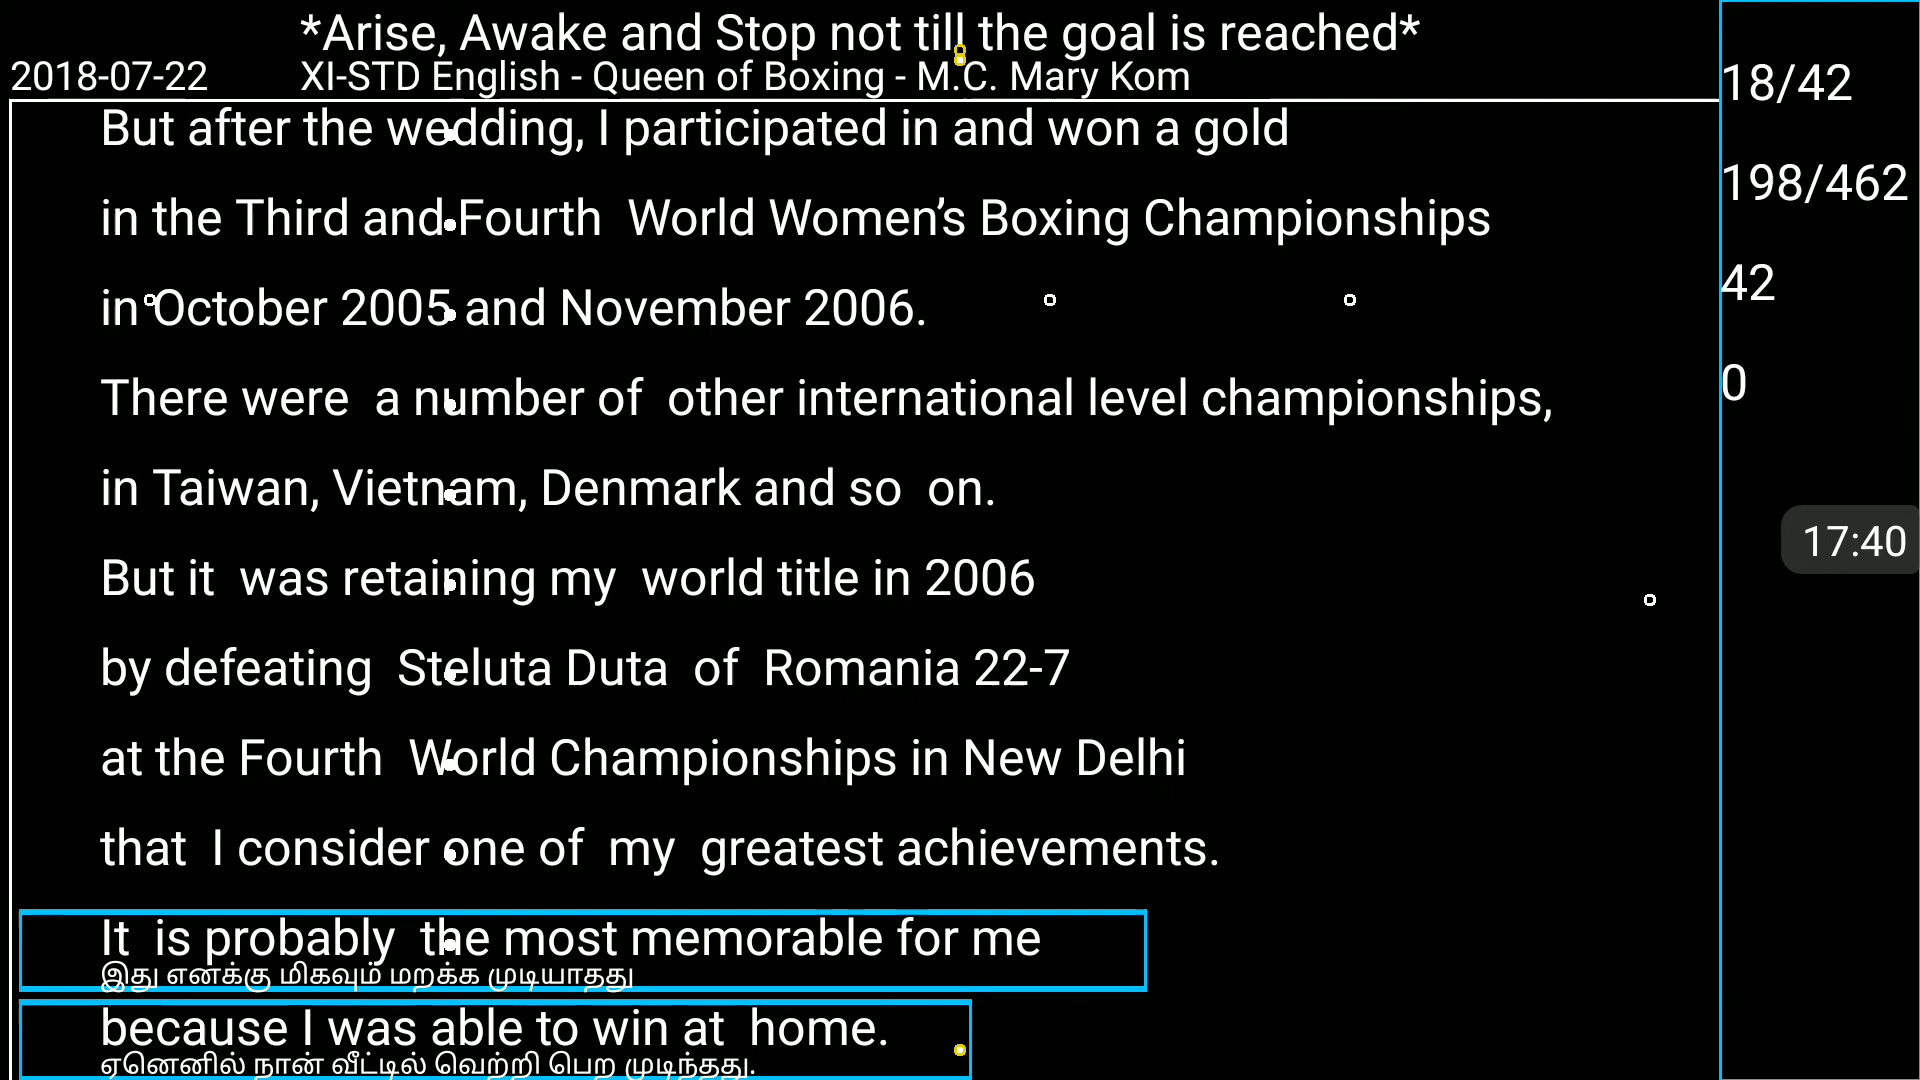 *Arise, Awake and Stop not till the goal is reached*
2018-07-22 XI-STD English - Queen of Boxing - M.C. Mary Kom
18/42
But after the wedding, I participated in and won a gold
198/462
in the Third and Fourth World Women's Boxing Championships
42
in October 2005 and November 2006.
0
There were a number of other international level championships,
in Taiwan, Vietnam, Denmark and so on.
17:40
But it was retaining my world title in 2006
by defeating Steluta Duta of Romania 22-7
at the Fourth World Championships in New Delhi
that I consider one of my greatest achievements.
It is probably the most memorable for me
இது எனக்கு மிகவும் மறக்க முடியாதது
because I was able to win at home.
ஏனெனில் நான் வீட்டில் வெற்றி பெற முடிந்தது.